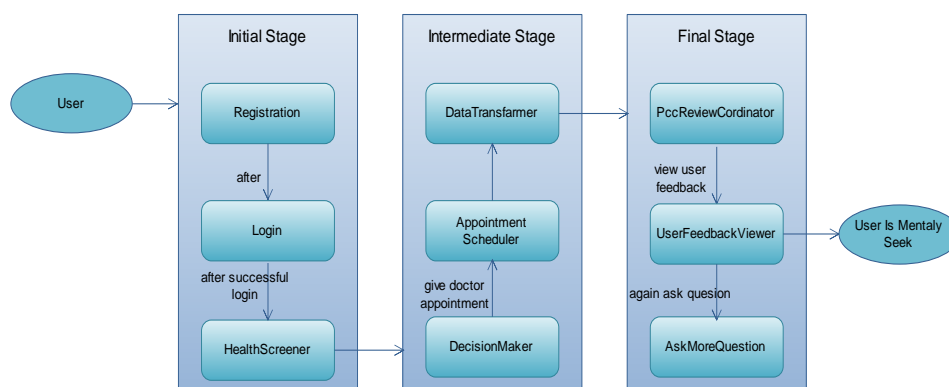 User
Initial Stage
Registration
after
Login
after successful
login
HealthScreener
Intermediate Stage
DataTransfarmer
Appointment
Scheduler
give doctor
appointment
DecisionMaker
Final Stage
PccReviewCordinator
view user
feedback
UserFeedbackViewer
again ask quesion
AskMoreQuestion
User Is Mentaly
Seek